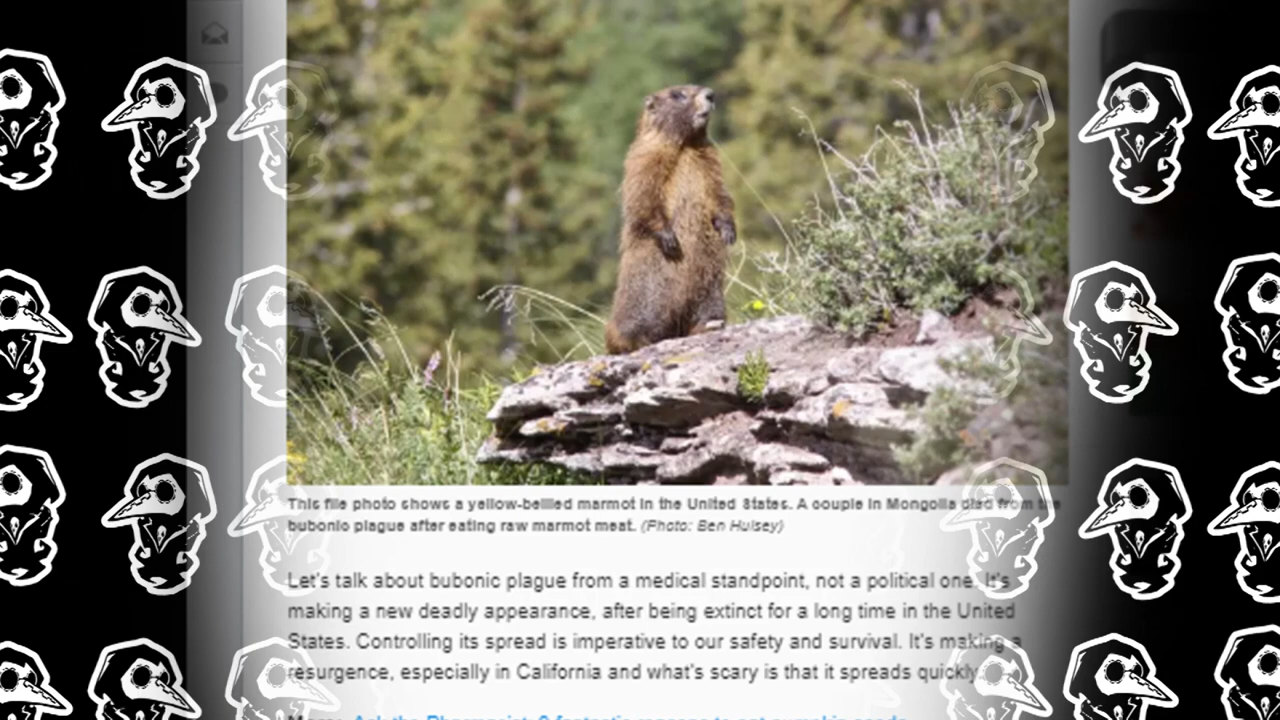 This file photo shows a yellow-bellied marmot in the United States. A couple in Mongolia died from the
bubonic plague after eating raw marmot meat. (Photo: Ben Hulsey)
Let's talk about bubonic plague from a medical standpoint, not a political one. It's
making a new deadly appearance, after being extinct for a long time in the United
States. Controlling its spread is imperative to our safety and survival. It's making a
resurgence, especially in California and what's scary is that it spreads quickly